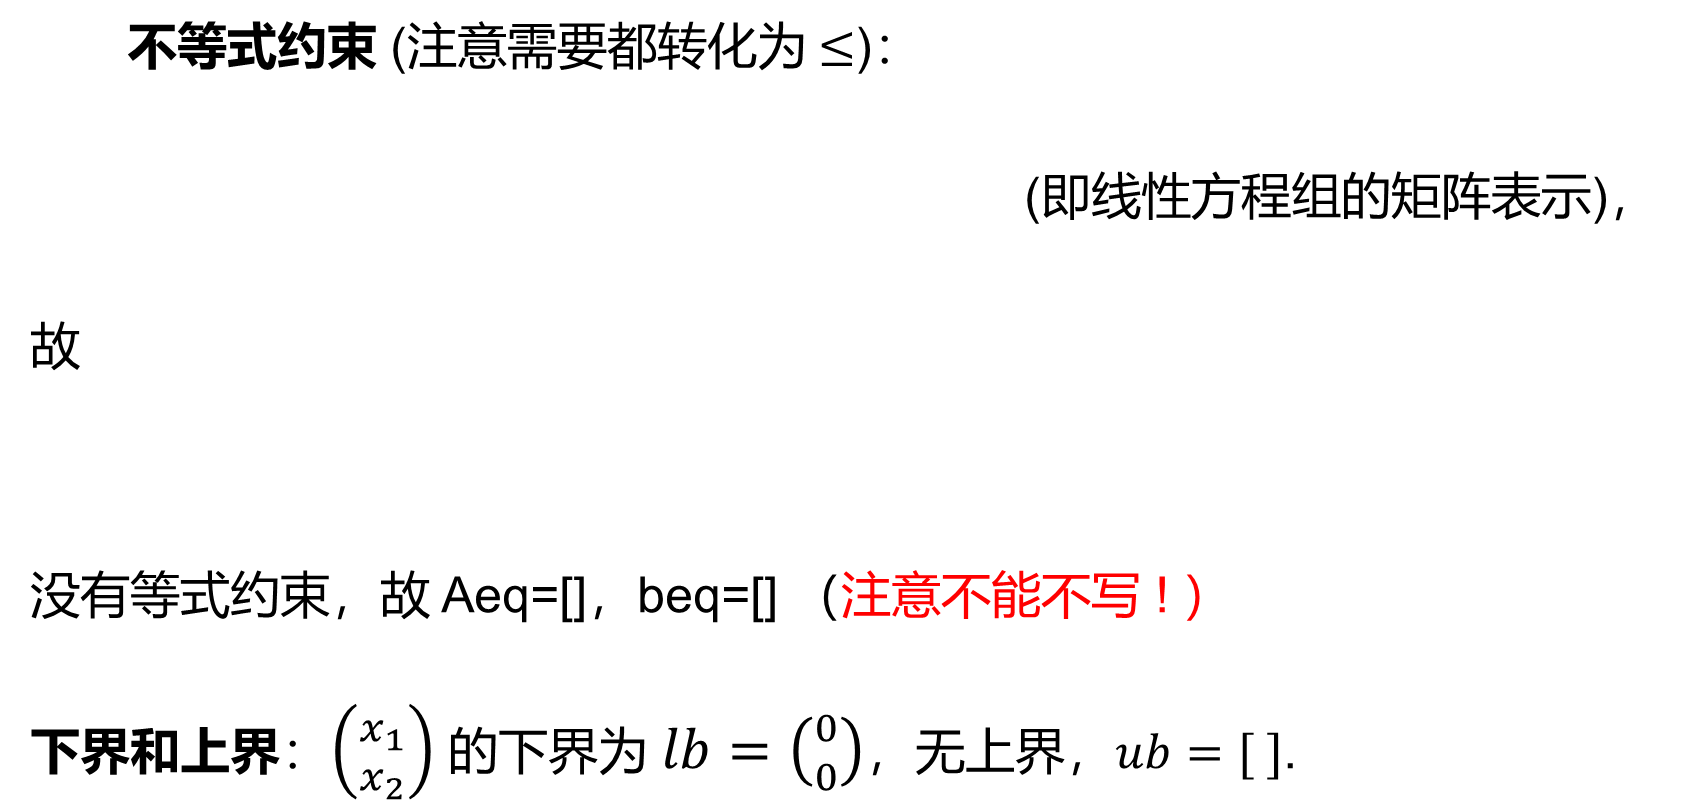 不等式约束 (注意需要都转化为 ≤)：
(即线性方程组的矩阵表示)，
故
没有等式约束，故 Aeq=[]，beq=[] （注意不能不写！）
下界和上界：(x₁ x₂) 的下界为 lb = (0 0)，无上界，ub = [ ].